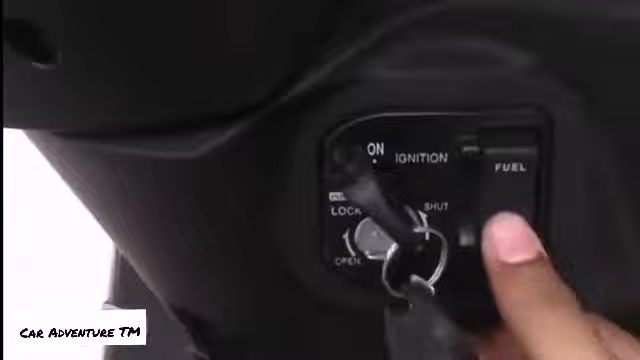 ON
IGNITION
FUEL
LOCK
SHUT
OPEN
CAR ADVENTURE TM